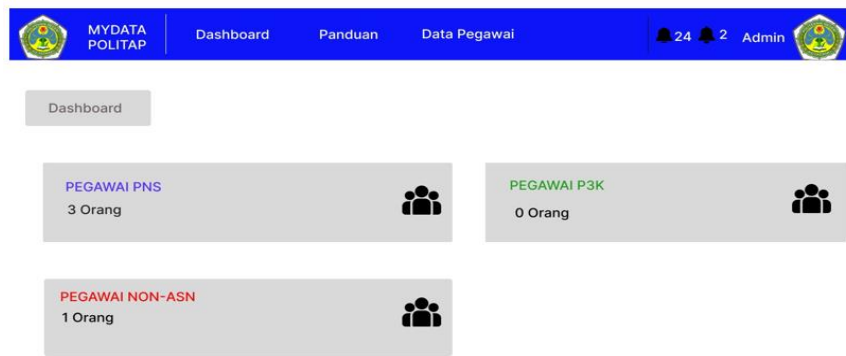 MYDATA
POLITAP
Dashboard
Panduan
Data Pegawai
24
2
Admin
Dashboard
PEGAWAI PNS
3 Orang
PEGAWAI P3K
0 Orang
PEGAWAI NON-ASN
1 Orang